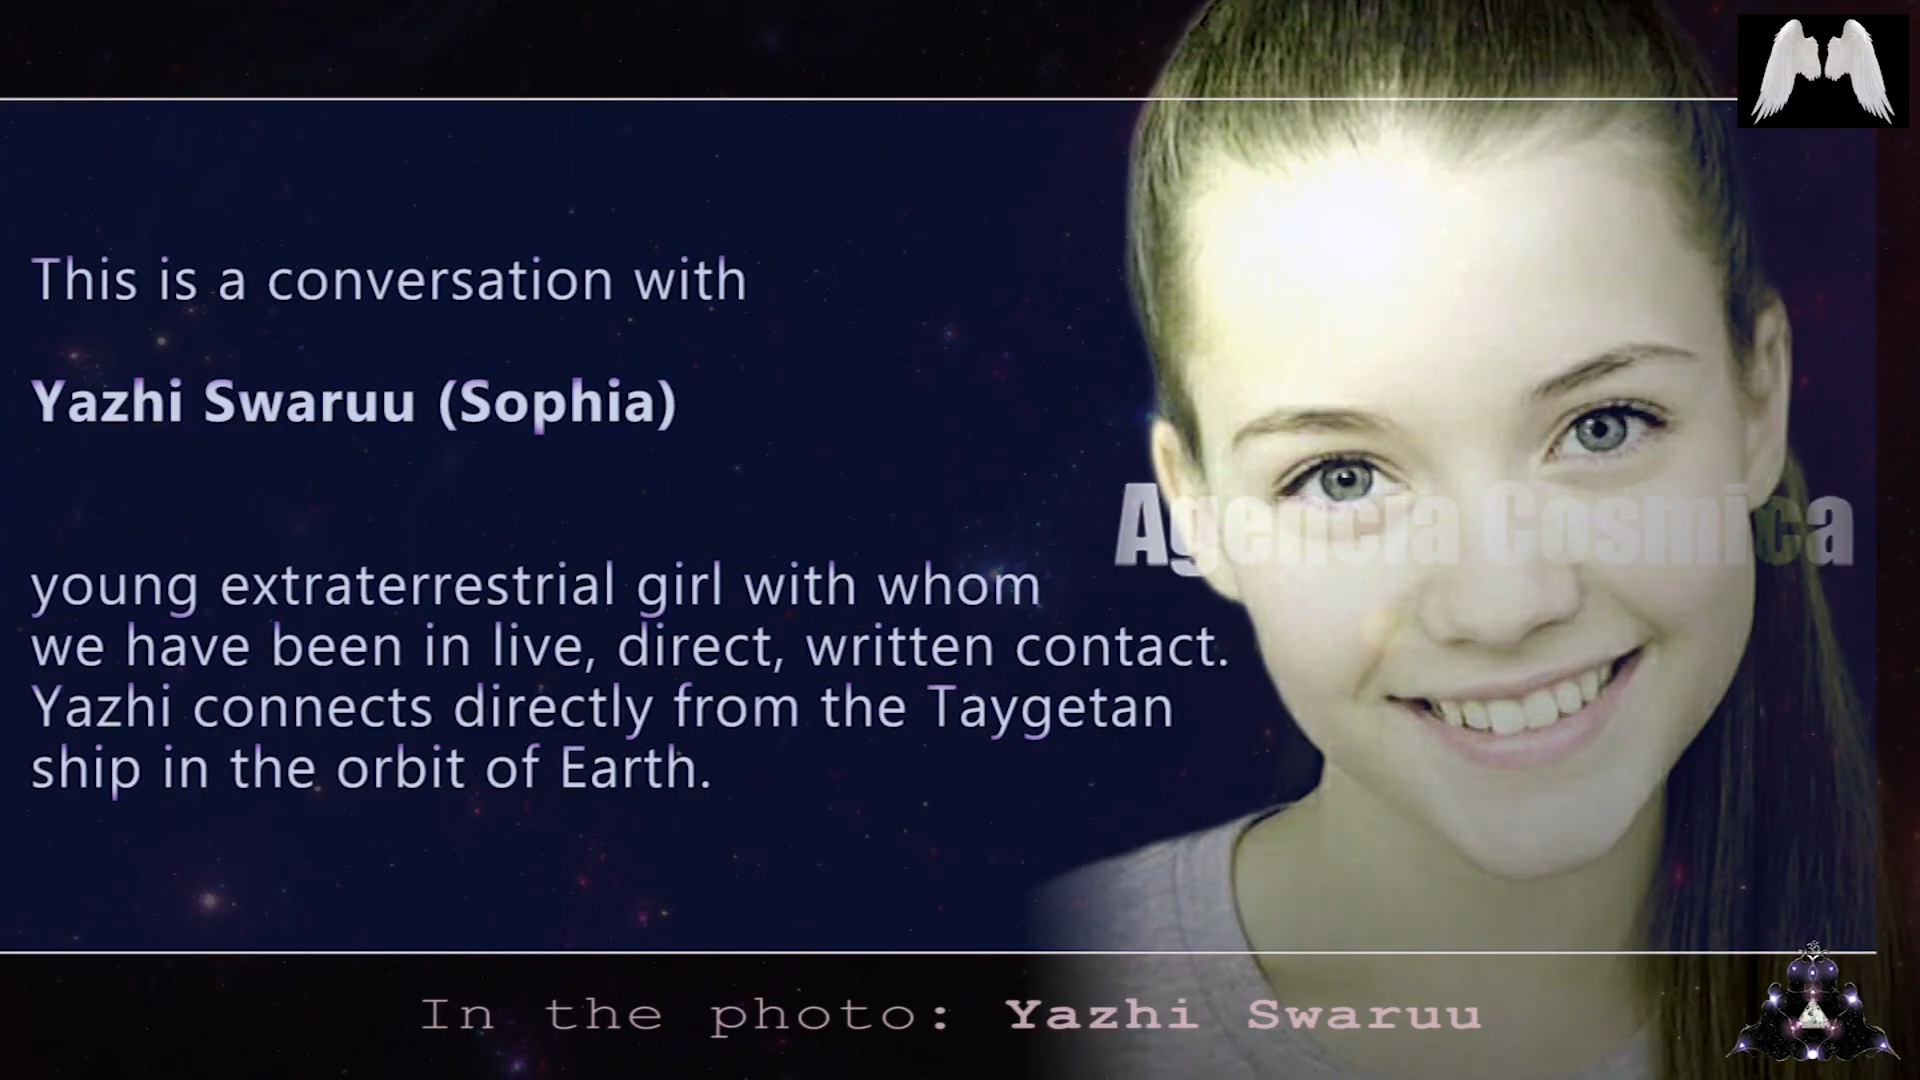 This is a conversation with
Yazhi Swaruu (Sophia)
young extraterrestrial girl with whom
we have been in live, direct, written contact.
Yazhi connects directly from the Taygetan
ship in the orbit of Earth.
Agencia Cosmica
In the photo: Yazhi Swaruu